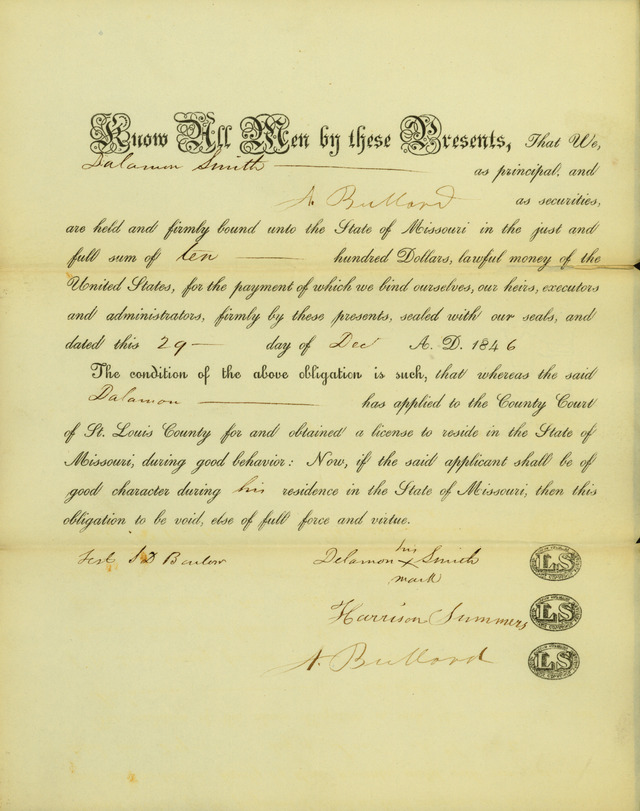 Know All Men by these Presents, That We,
Dalamon Smith as principal, and
A Bullard as securities,
are held and firmly bound unto the State of Missouri in the just and
full sum of ten hundred Dollars, lawful money of the
United States, for the payment of which we bind ourselves, our heirs, executors
and administrators, firmly by these presents, sealed with our seals, and
dated this 29 day of Dec A. D. 1846
The condition of the above obligation is such, that whereas the said
Dalamon has applied to the County Court
of St. Louis County for and obtained a license to reside in the State of
Missouri, during good behavior: Now, if the said applicant shall be of
good character during his residence in the State of Missouri, then this
obligation to be void, else of full force and virtue.
Test S D Barlow
Delamon his x mark Smith LS
Harrison Summers LS
A. Bullard LS